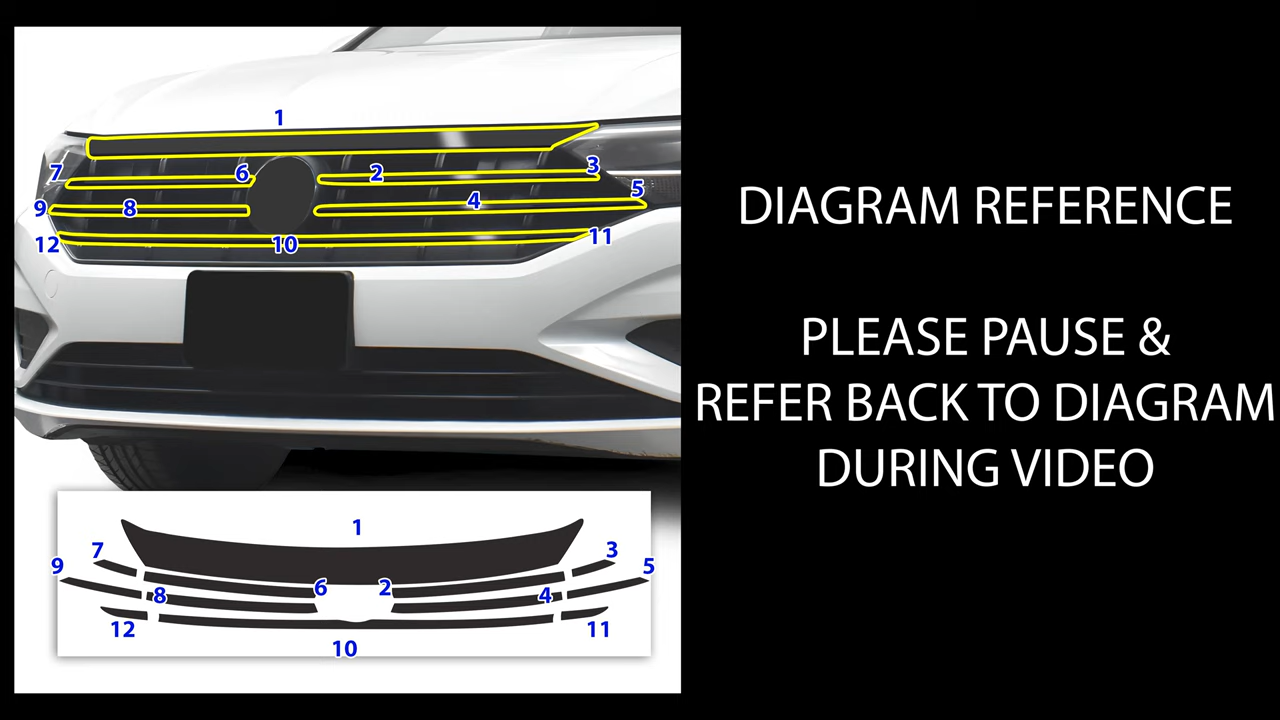 1
6 2 3
7
5
9 8 4
12 10 11
DIAGRAM REFERENCE
PLEASE PAUSE &
REFER BACK TO DIAGRAM
DURING VIDEO
1
7 3
9 5
6 2
8 4
12 11
10